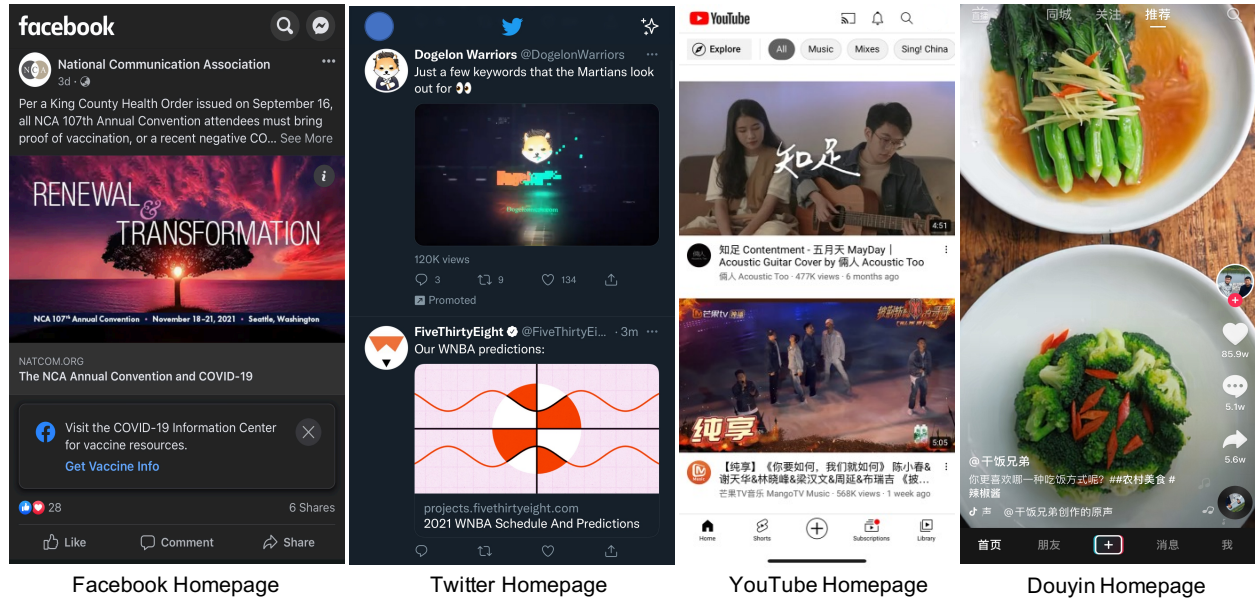 facebook
National Communication Association
3d
Per a King County Health Order issued on September 16,
all NCA 107th Annual Convention attendees must bring
proof of vaccination, or a recent negative CO... See More
RENEWAL
&
TRANSFORMATION
NCA 107th Annual Convention • November 18–21, 2021 • Seattle, Washington
NATCOM.ORG
The NCA Annual Convention and COVID-19
Visit the COVID-19 Information Center
for vaccine resources.
Get Vaccine Info
28
6 Shares
Like Comment Share
Facebook Homepage
Dogelon Warriors @DogelonWarriors
Just a few keywords that the Martians look
out for 👀
120K views
3 9 134
Promoted
FiveThirtyEight @FiveThirtyEi... · 3m
Our WNBA predictions:
projects.fivethirtyeight.com
2021 WNBA Schedule And Predictions
Twitter Homepage
YouTube
Explore All Music Mixes Sing! China
知足
4:51
知足 Contentment - 五月天 MayDay｜
Acoustic Guitar Cover by 倆人 Acoustic Too
倆人 Acoustic Too · 477K views · 6 months ago
芒果tv
纯享
5:05
【纯享】《你要如何，我们就如何》 陈小春&
谢天华&林晓峰&梁汉文&周延&布瑞吉 《披...
芒果TV音乐 MangoTV Music · 568K views · 1 week ago
Home Shorts Subscriptions Library
YouTube Homepage
同城 关注 推荐
85.9w
5.1w
5.6w
@干饭兄弟
你更喜欢哪一种吃饭方式呢？##农村美食 #
辣椒酱
声 @干饭兄弟创作的原声
首页 朋友 消息 我
Douyin Homepage